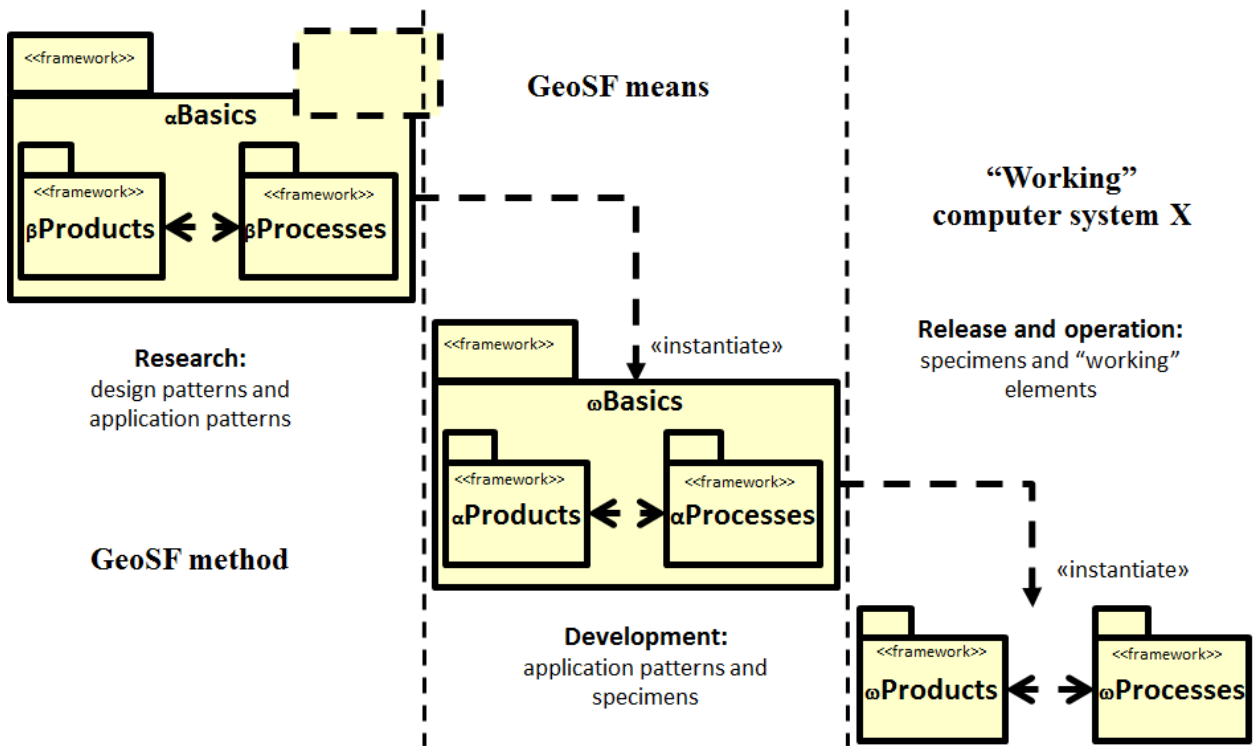 <<framework>>
αBasics
<<framework>>
βProducts
<<framework>>
βProcesses
Research:
design patterns and
application patterns
GeoSF method
GeoSF means
«instantiate»
<<framework>>
ωBasics
<<framework>>
αProducts
<<framework>>
αProcesses
Development:
application patterns and
specimens
“Working”
computer system X
Release and operation:
specimens and “working”
elements
«instantiate»
<<framework>>
ωProducts
<<framework>>
ωProcesses